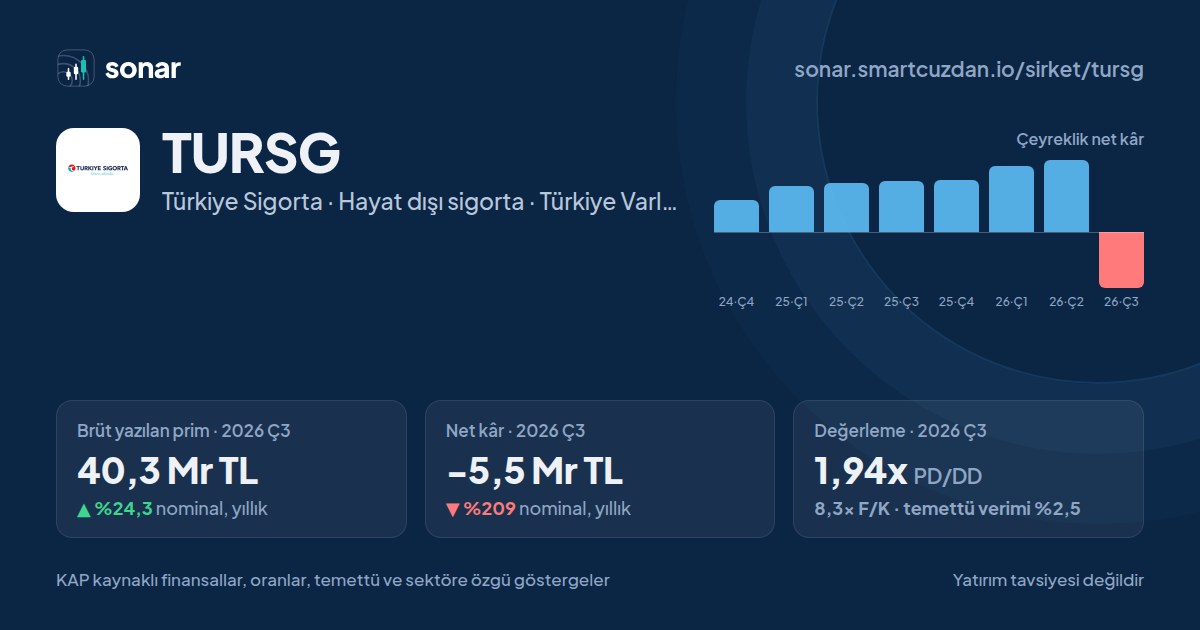 sonar
sonar.smartcuzdan.io/sirket/tursg
TÜRKİYE SİGORTA
TURSG
Türkiye Sigorta · Hayat dışı sigorta · Türkiye Varl...
Çeyreklik net kâr
24-Ç4 25-Ç1 25-Ç2 25-Ç3 25-Ç4 26-Ç1 26-Ç2 26-Ç3
Brüt yazılan prim · 2026 Ç3
40,3 Mr TL
▲ %24,3 nominal, yıllık
Net kâr · 2026 Ç3
−5,5 Mr TL
▼ %209 nominal, yıllık
Değerleme · 2026 Ç3
1,94x PD/DD
8,3× F/K · temettü verimi %2,5
KAP kaynaklı finansallar, oranlar, temettü ve sektöre özgü göstergeler
Yatırım tavsiyesi değildir